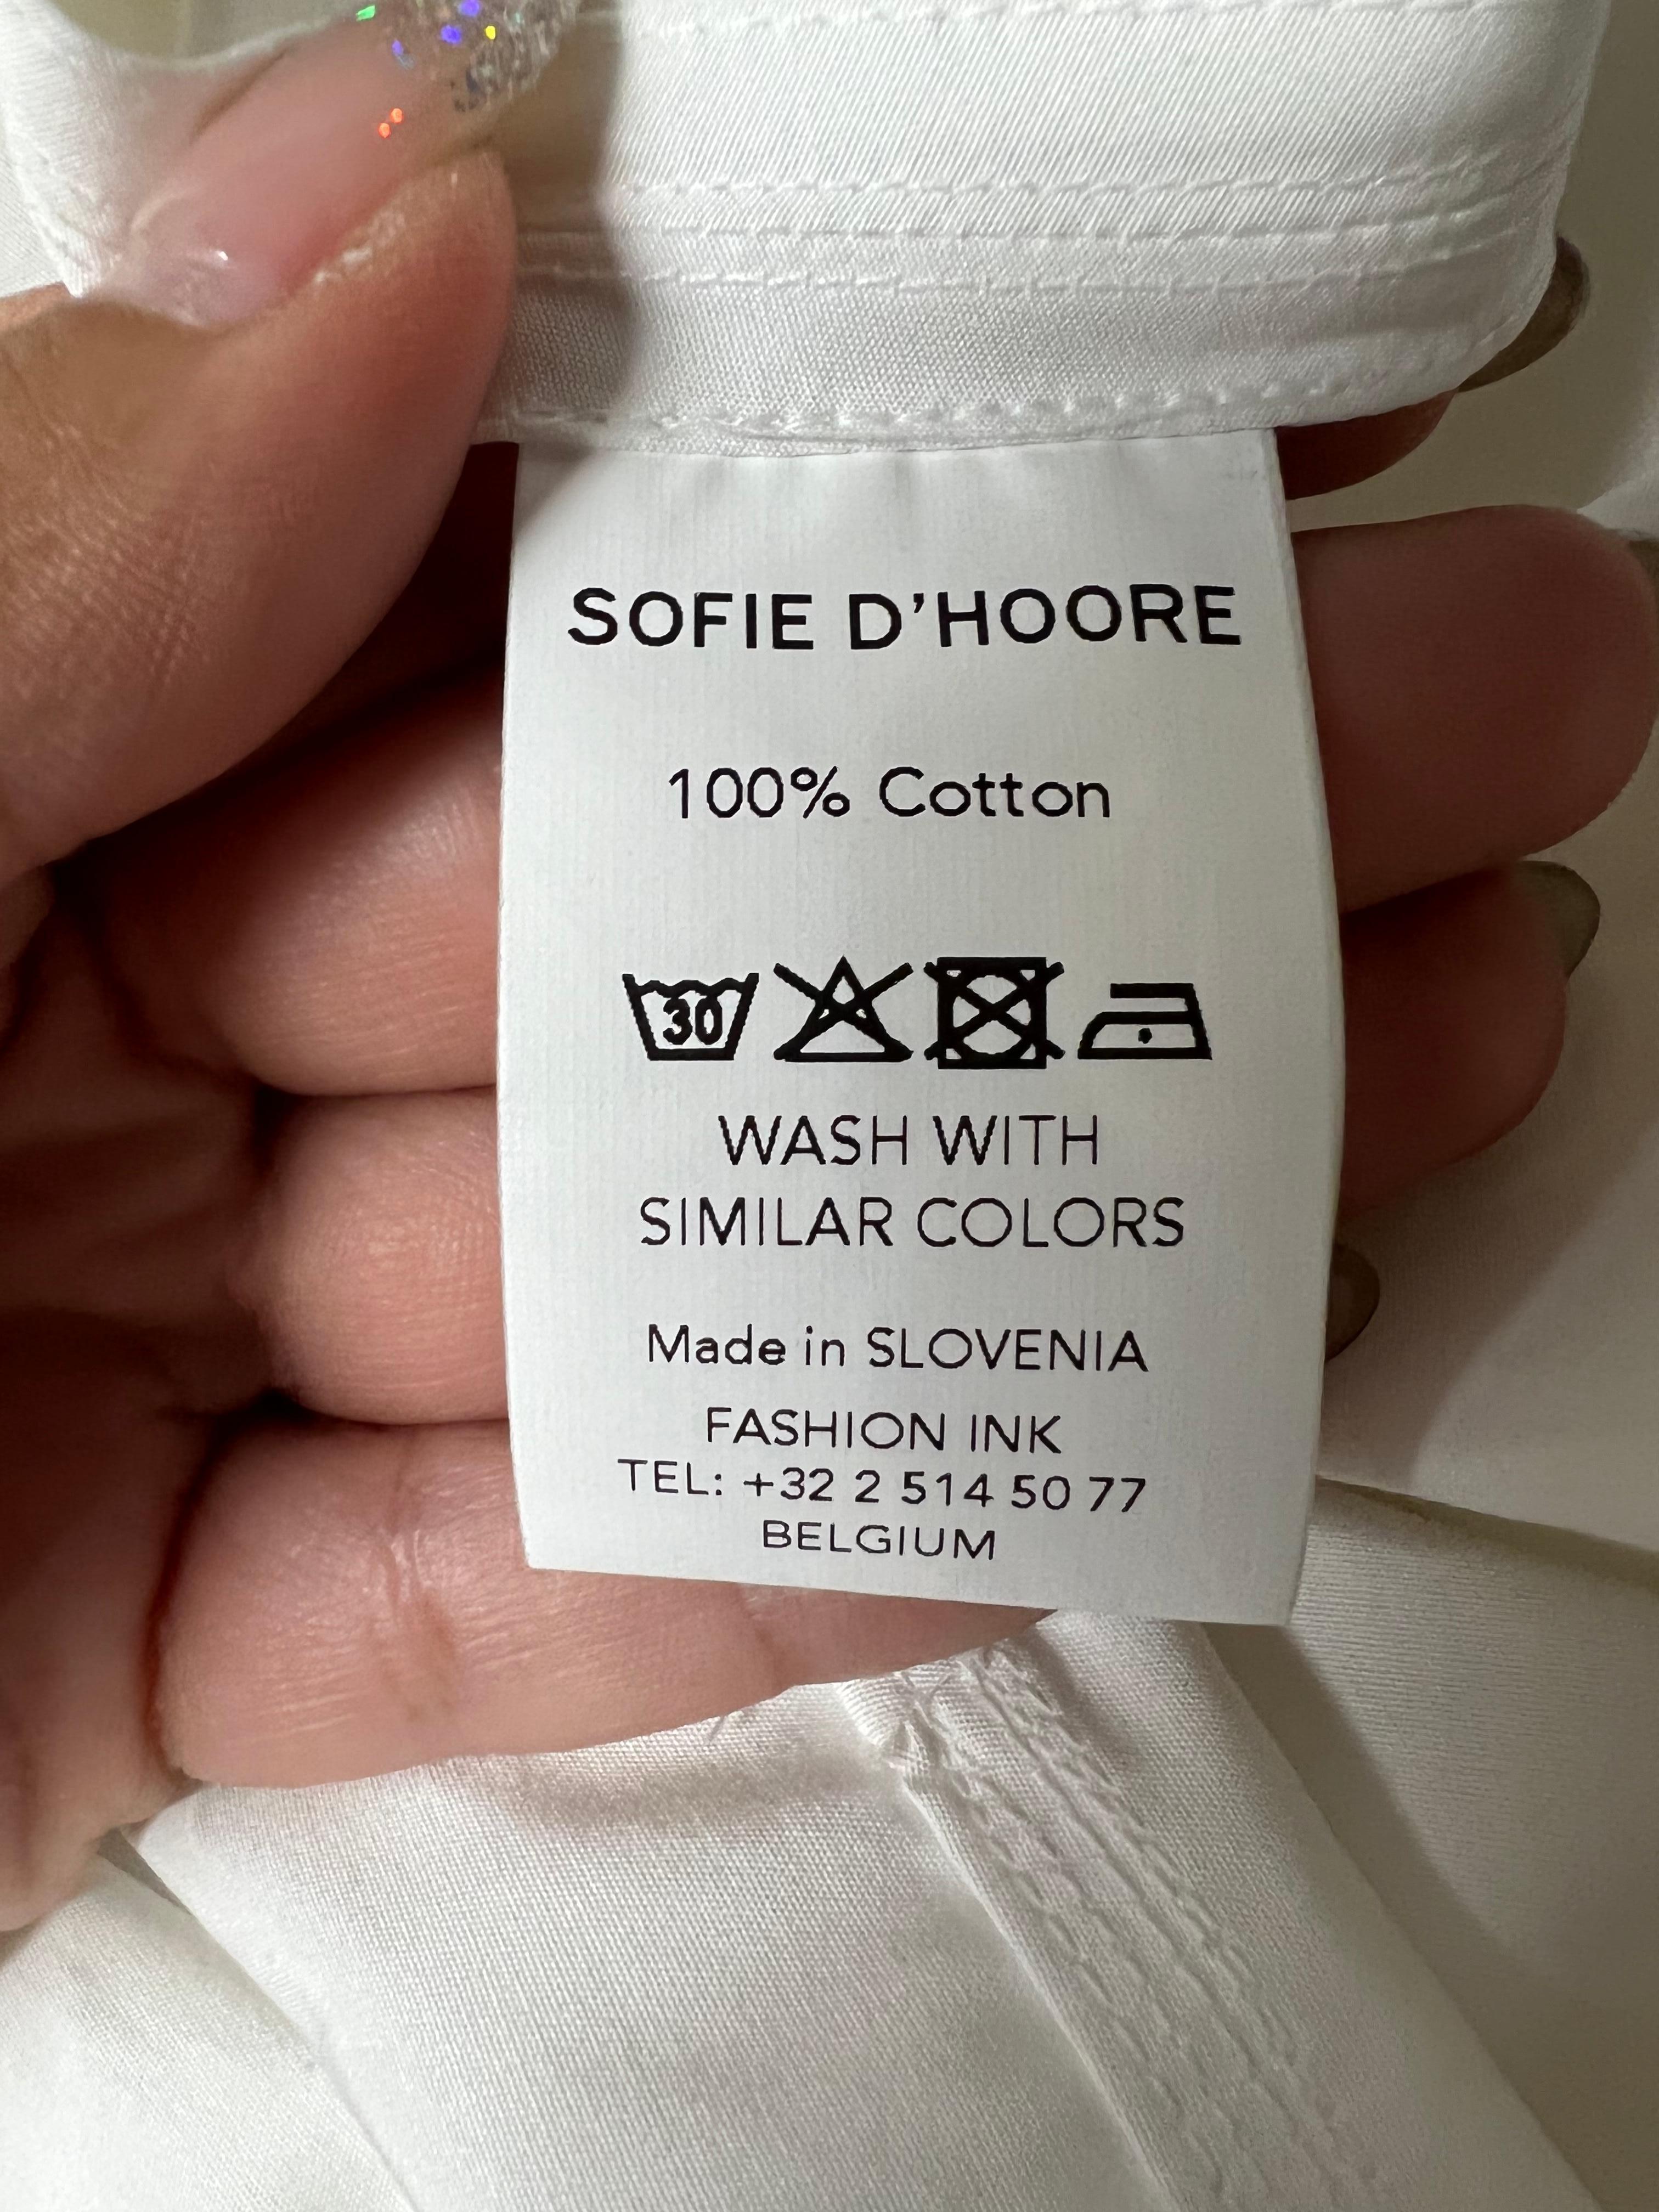 SOFIE D'HOORE
100% Cotton
30
WASH WITH
SIMILAR COLORS
Made in SLOVENIA
FASHION INK
TEL: +32 2 514 50 77
BELGIUM